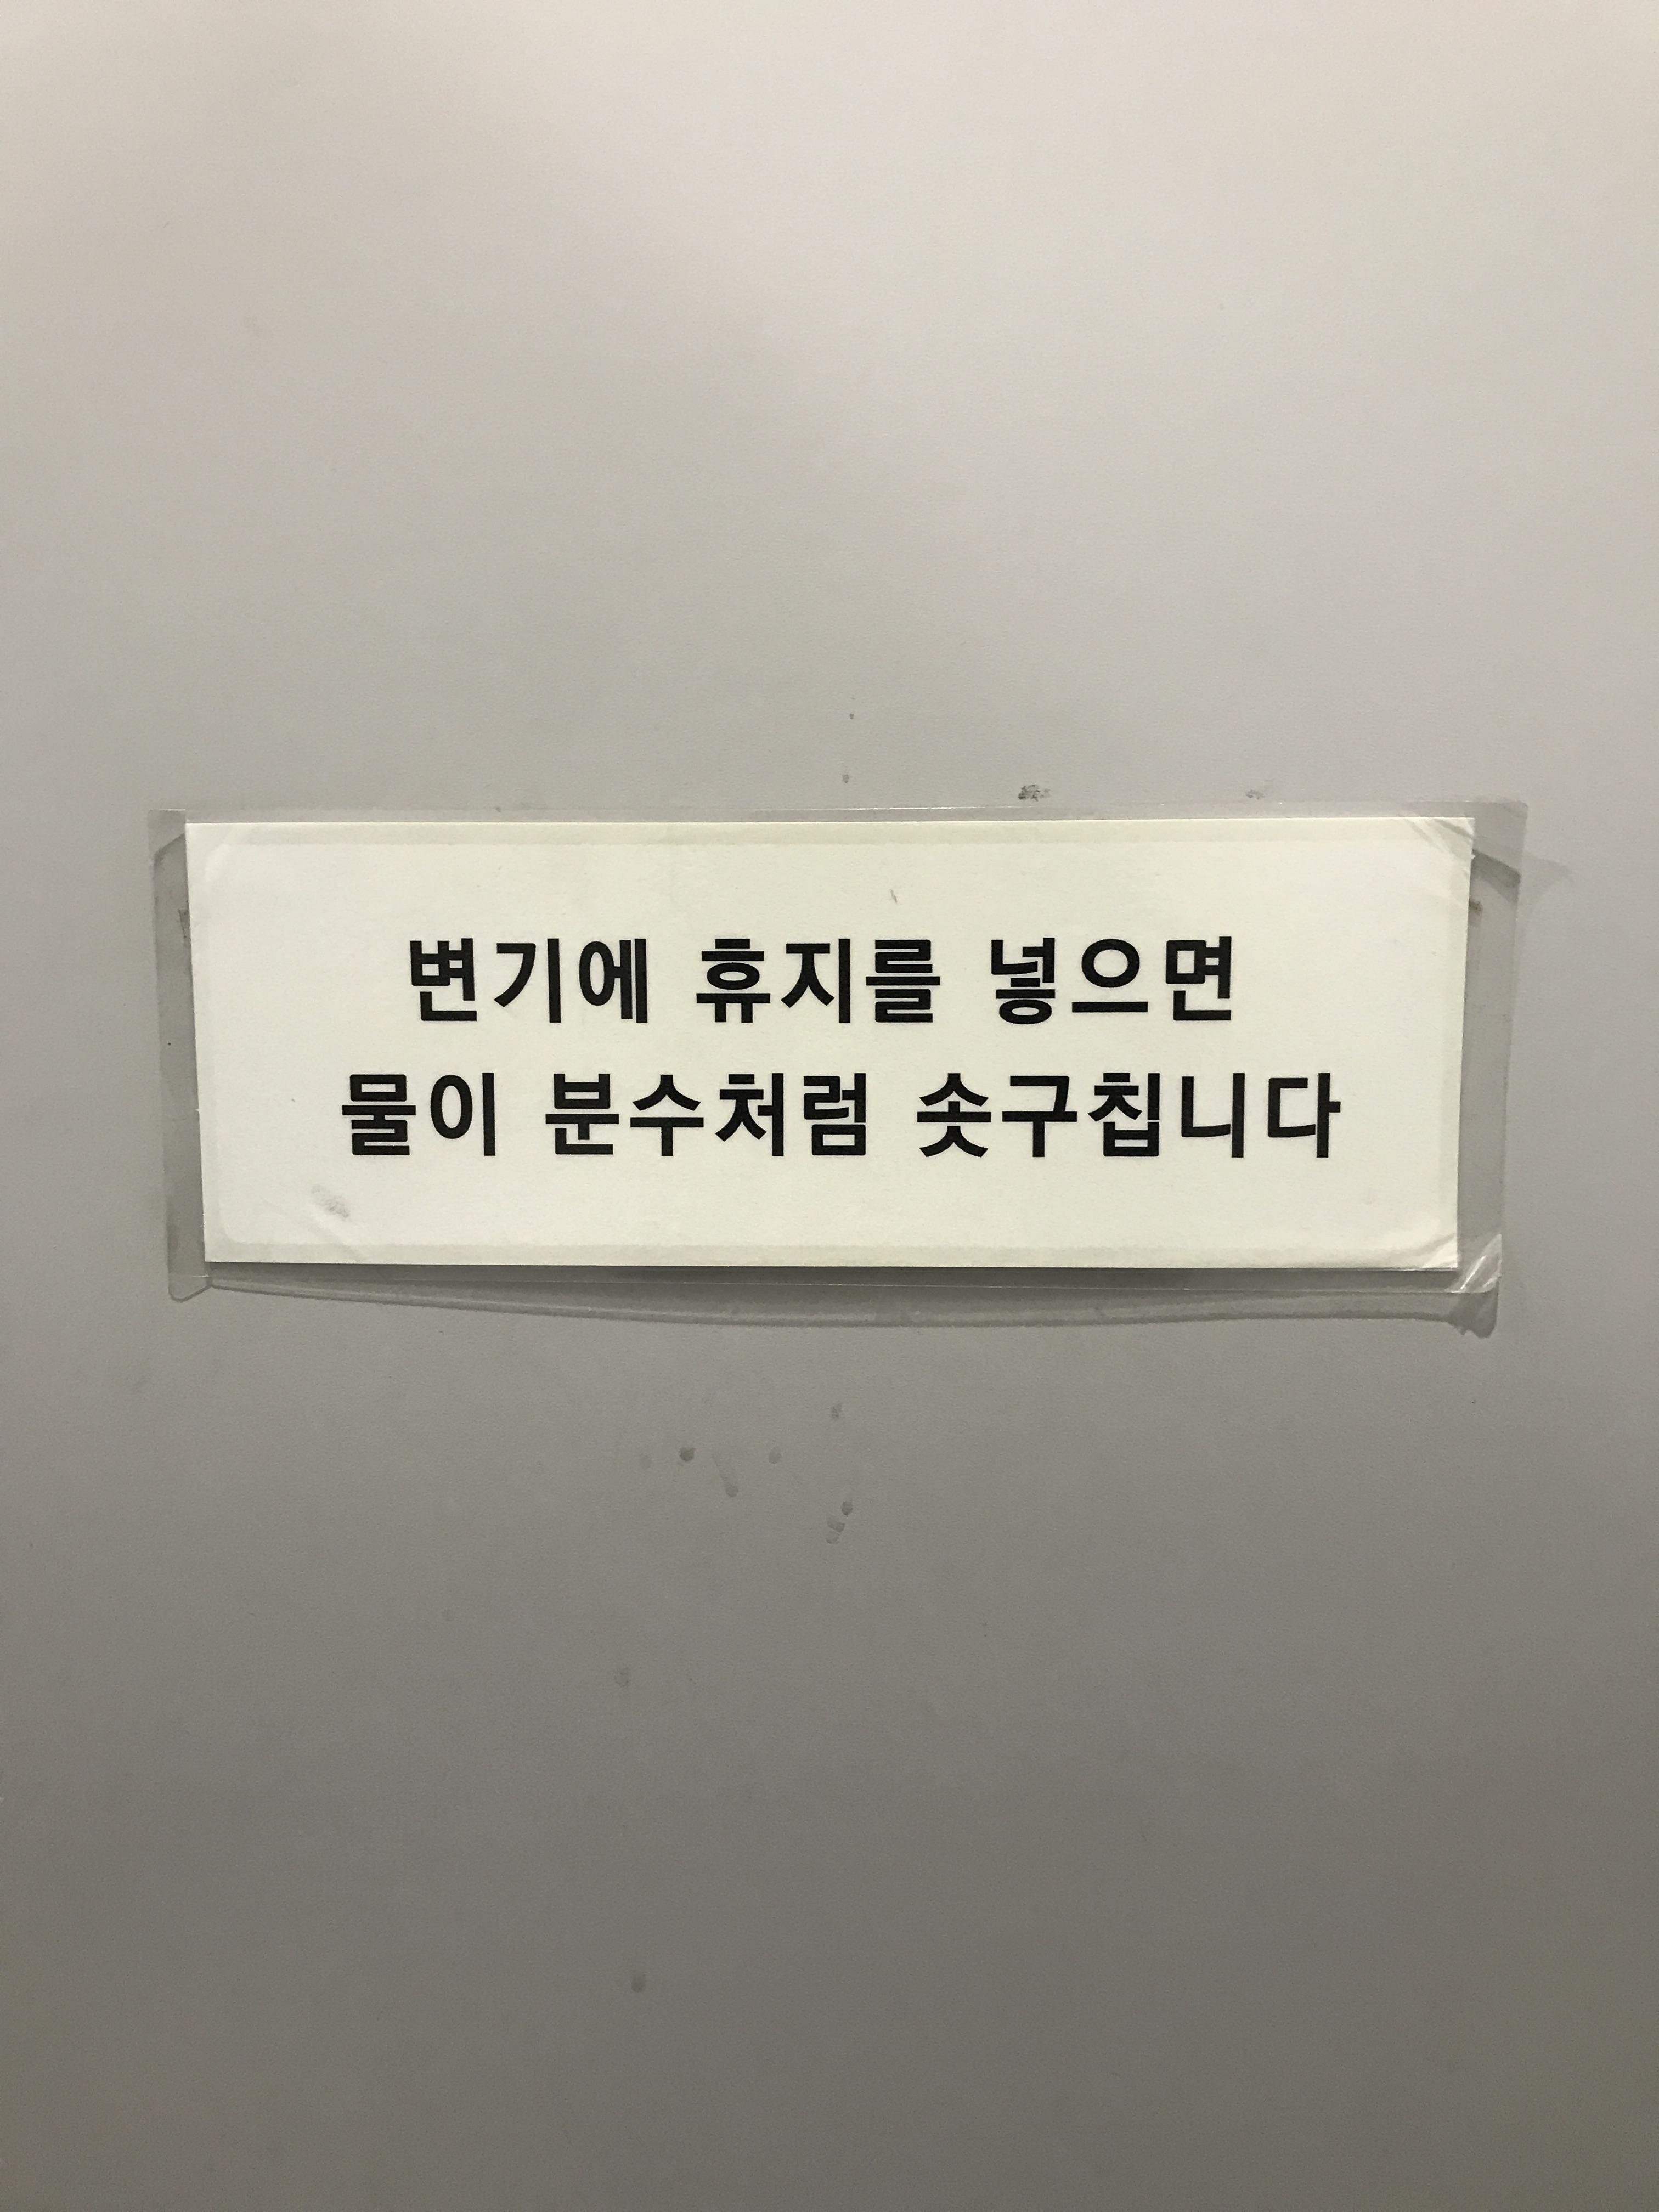 변기에 휴지를 넣으면
물이 분수처럼 솟구칩니다